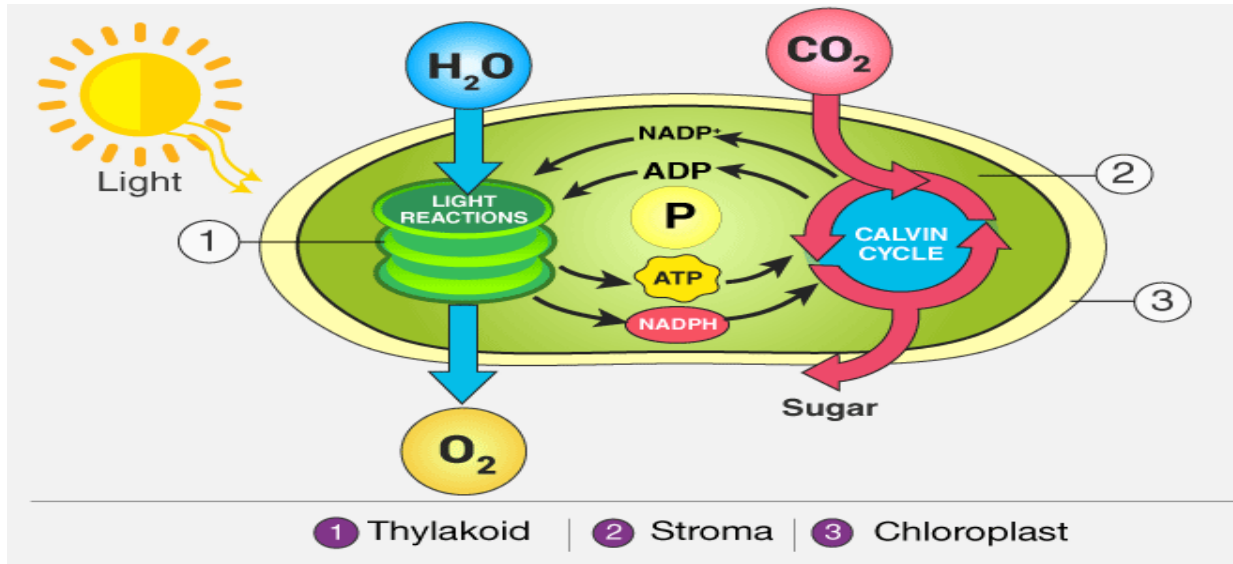 H₂O
CO₂
Light
NADP⁺
ADP
P
ATP
NADPH
LIGHT
REACTIONS
CALVIN
CYCLE
1
2
3
Sugar
O₂
1 Thylakoid | 2 Stroma | 3 Chloroplast